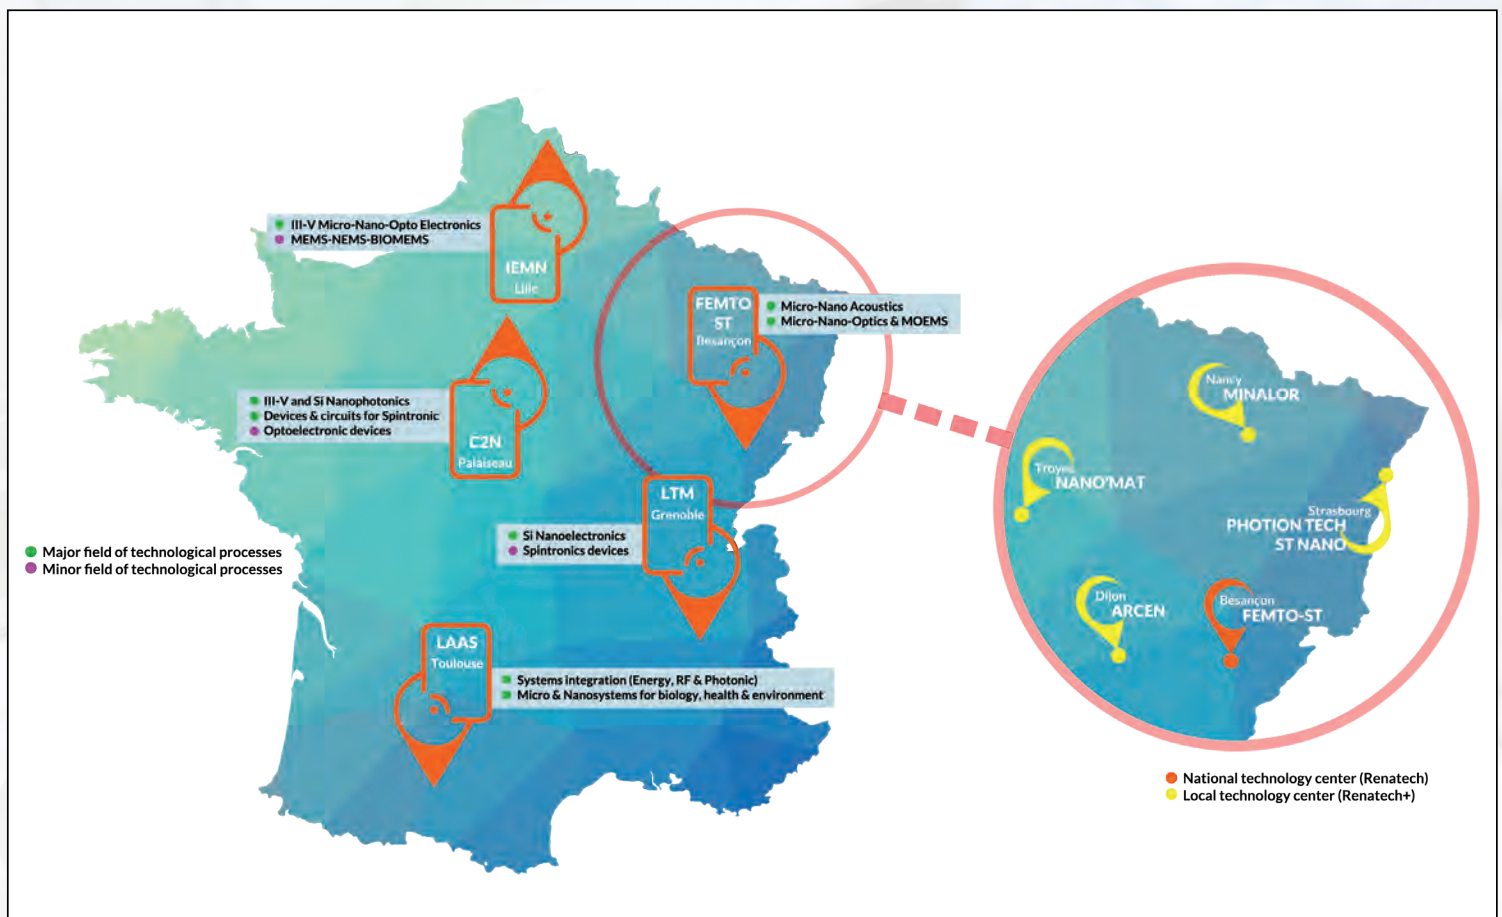 III-V Micro-Nano-Opto Electronics
MEMS-NEMS-BIOMEMS
IEMN
Lille
FEMTO
ST
Besançon
Micro-Nano Acoustics
Micro-Nano-Optics & MOEMS
III-V and Si Nanophotonics
Devices & circuits for Spintronic
Optoelectronic devices
C2N
Palaiseau
LTM
Grenoble
Si Nanoelectronics
Spintronics devices
Major field of technological processes
Minor field of technological processes
LAAS
Toulouse
Systems integration (Energy, RF & Photonic)
Micro & Nanosystems for biology, health & environment
Nancy
MINALOR
Troyes
NANO'MAT
Strasbourg
PHOTION TECH
ST NANO
Dijon
ARCEN
Besançon
FEMTO-ST
National technology center (Renatech)
Local technology center (Renatech+)